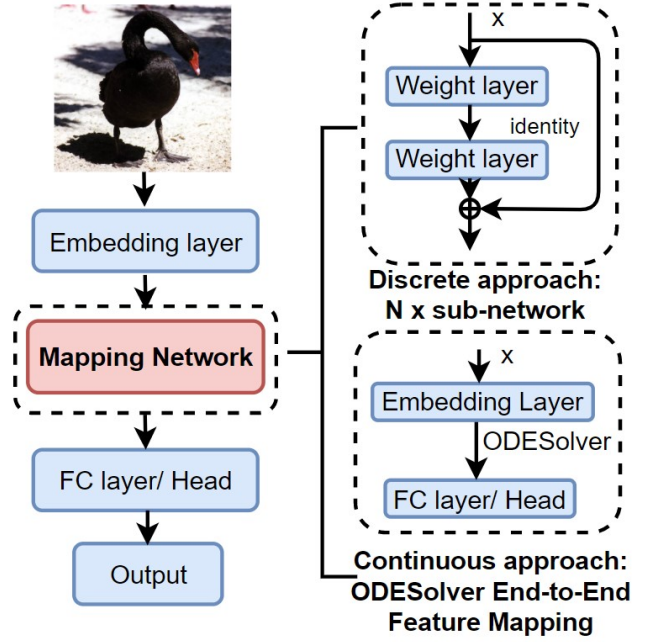 Embedding layer
Mapping Network
FC layer/ Head
Output
x
Weight layer
identity
Weight layer
Discrete approach:
N x sub-network
x
Embedding Layer
ODESolver
FC layer/ Head
Continuous approach:
ODESolver End-to-End
Feature Mapping